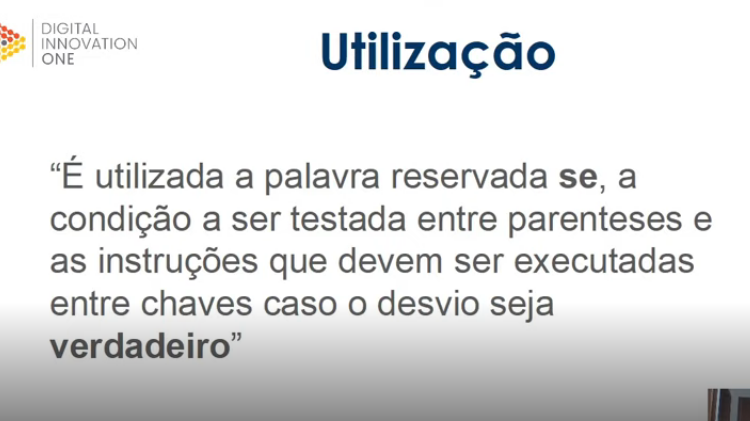 DIGITAL
INNOVATION
ONE
Utilização
“É utilizada a palavra reservada se, a
condição a ser testada entre parenteses e
as instruções que devem ser executadas
entre chaves caso o desvio seja
verdadeiro”